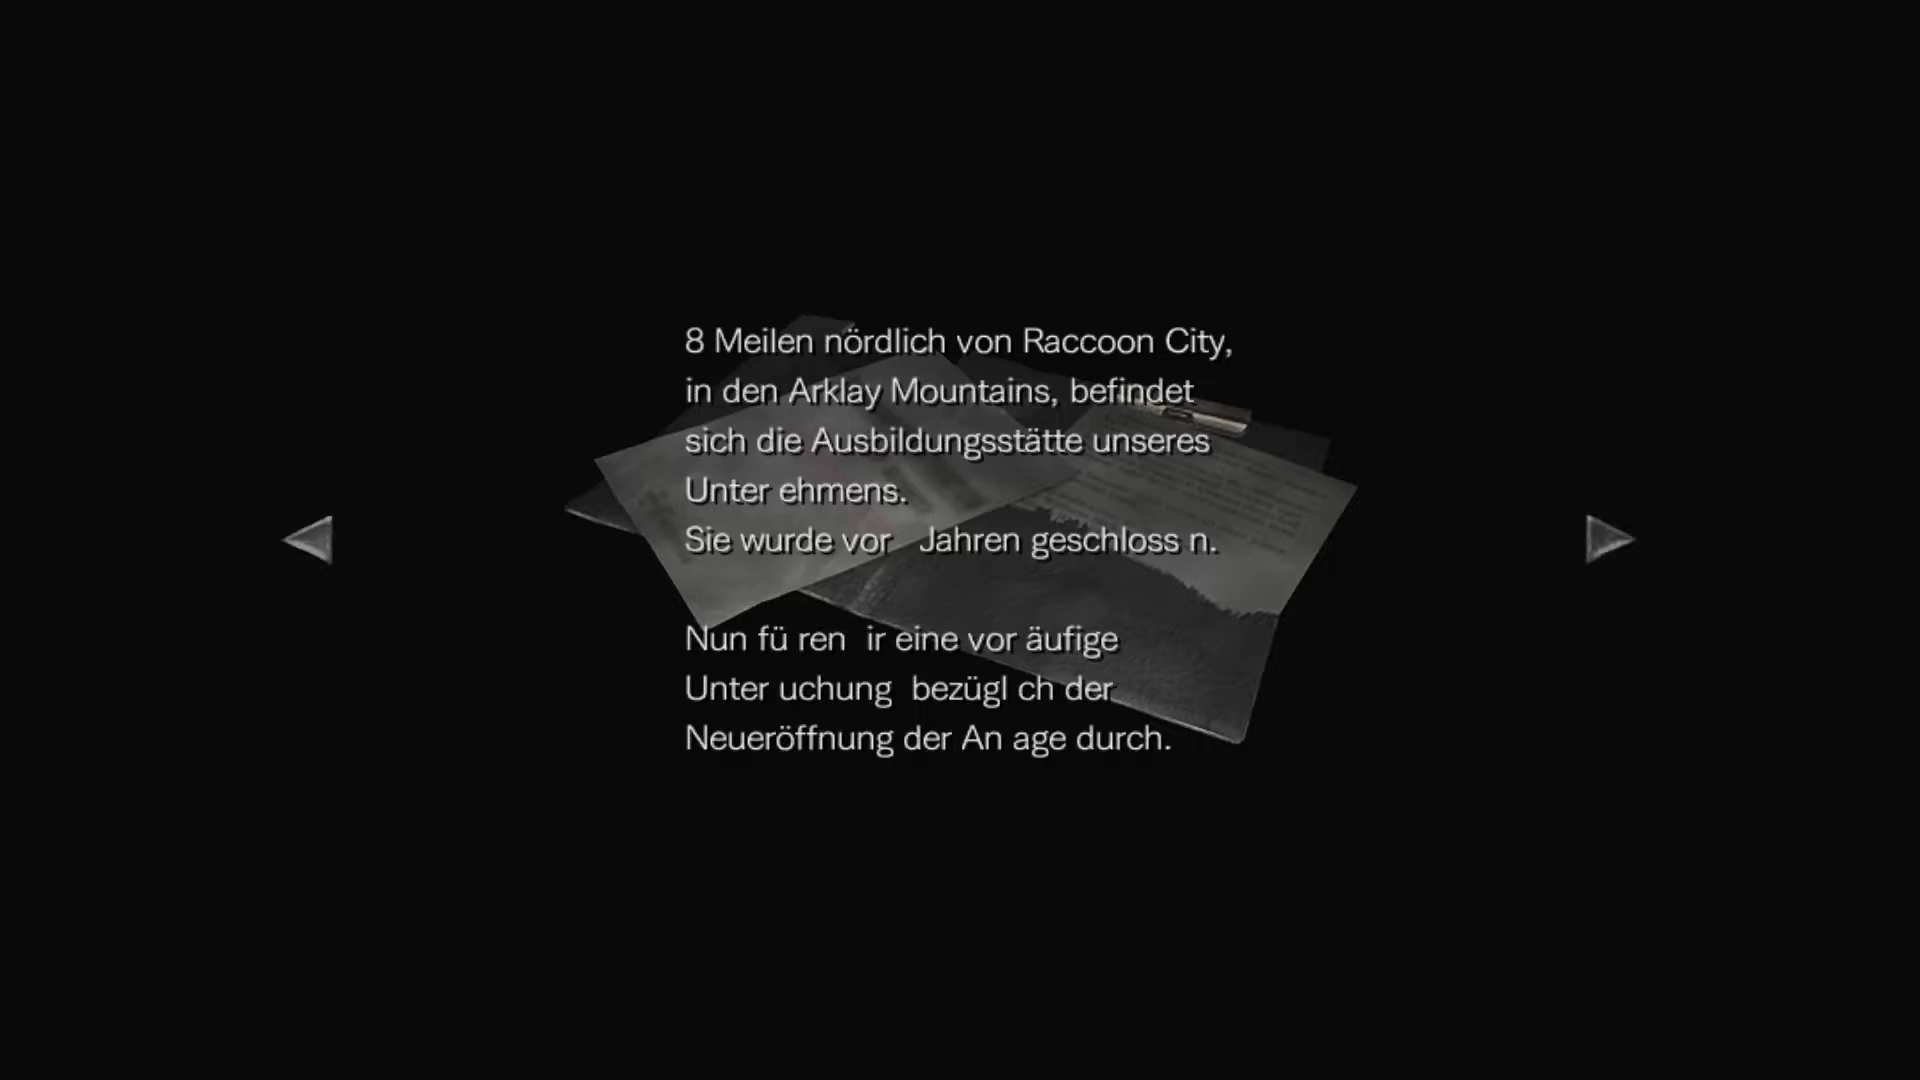 8 Meilen nördlich von Raccoon City,
in den Arklay Mountains, befindet
sich die Ausbildungsstätte unseres
Unter ehmens.
Sie wurde vor   Jahren geschloss n.
Nun fü ren  ir eine vor äufige
Unter uchung  bezügl ch der
Neueröffnung der An age durch.